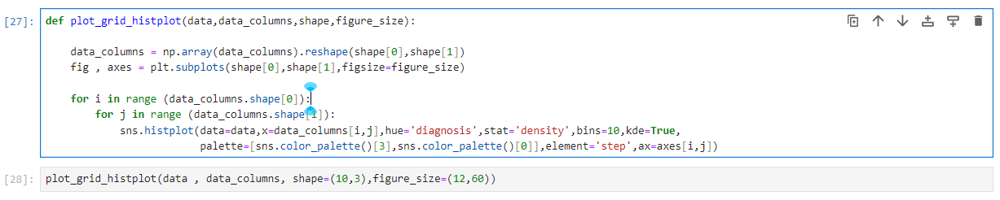 [27]: def plot_grid_histplot(data,data_columns,shape,figure_size):
data_columns = np.array(data_columns).reshape(shape[0],shape[1])
fig , axes = plt.subplots(shape[0],shape[1],figsize=figure_size)
for i in range (data_columns.shape[0]):
for j in range (data_columns.shape[1]):
sns.histplot(data=data,x=data_columns[i,j],hue='diagnosis',stat='density',bins=10,kde=True,
palette=[sns.color_palette()[3],sns.color_palette()[0]],element='step',ax=axes[i,j])
[28]: plot_grid_histplot(data , data_columns, shape=(10,3),figure_size=(12,60))